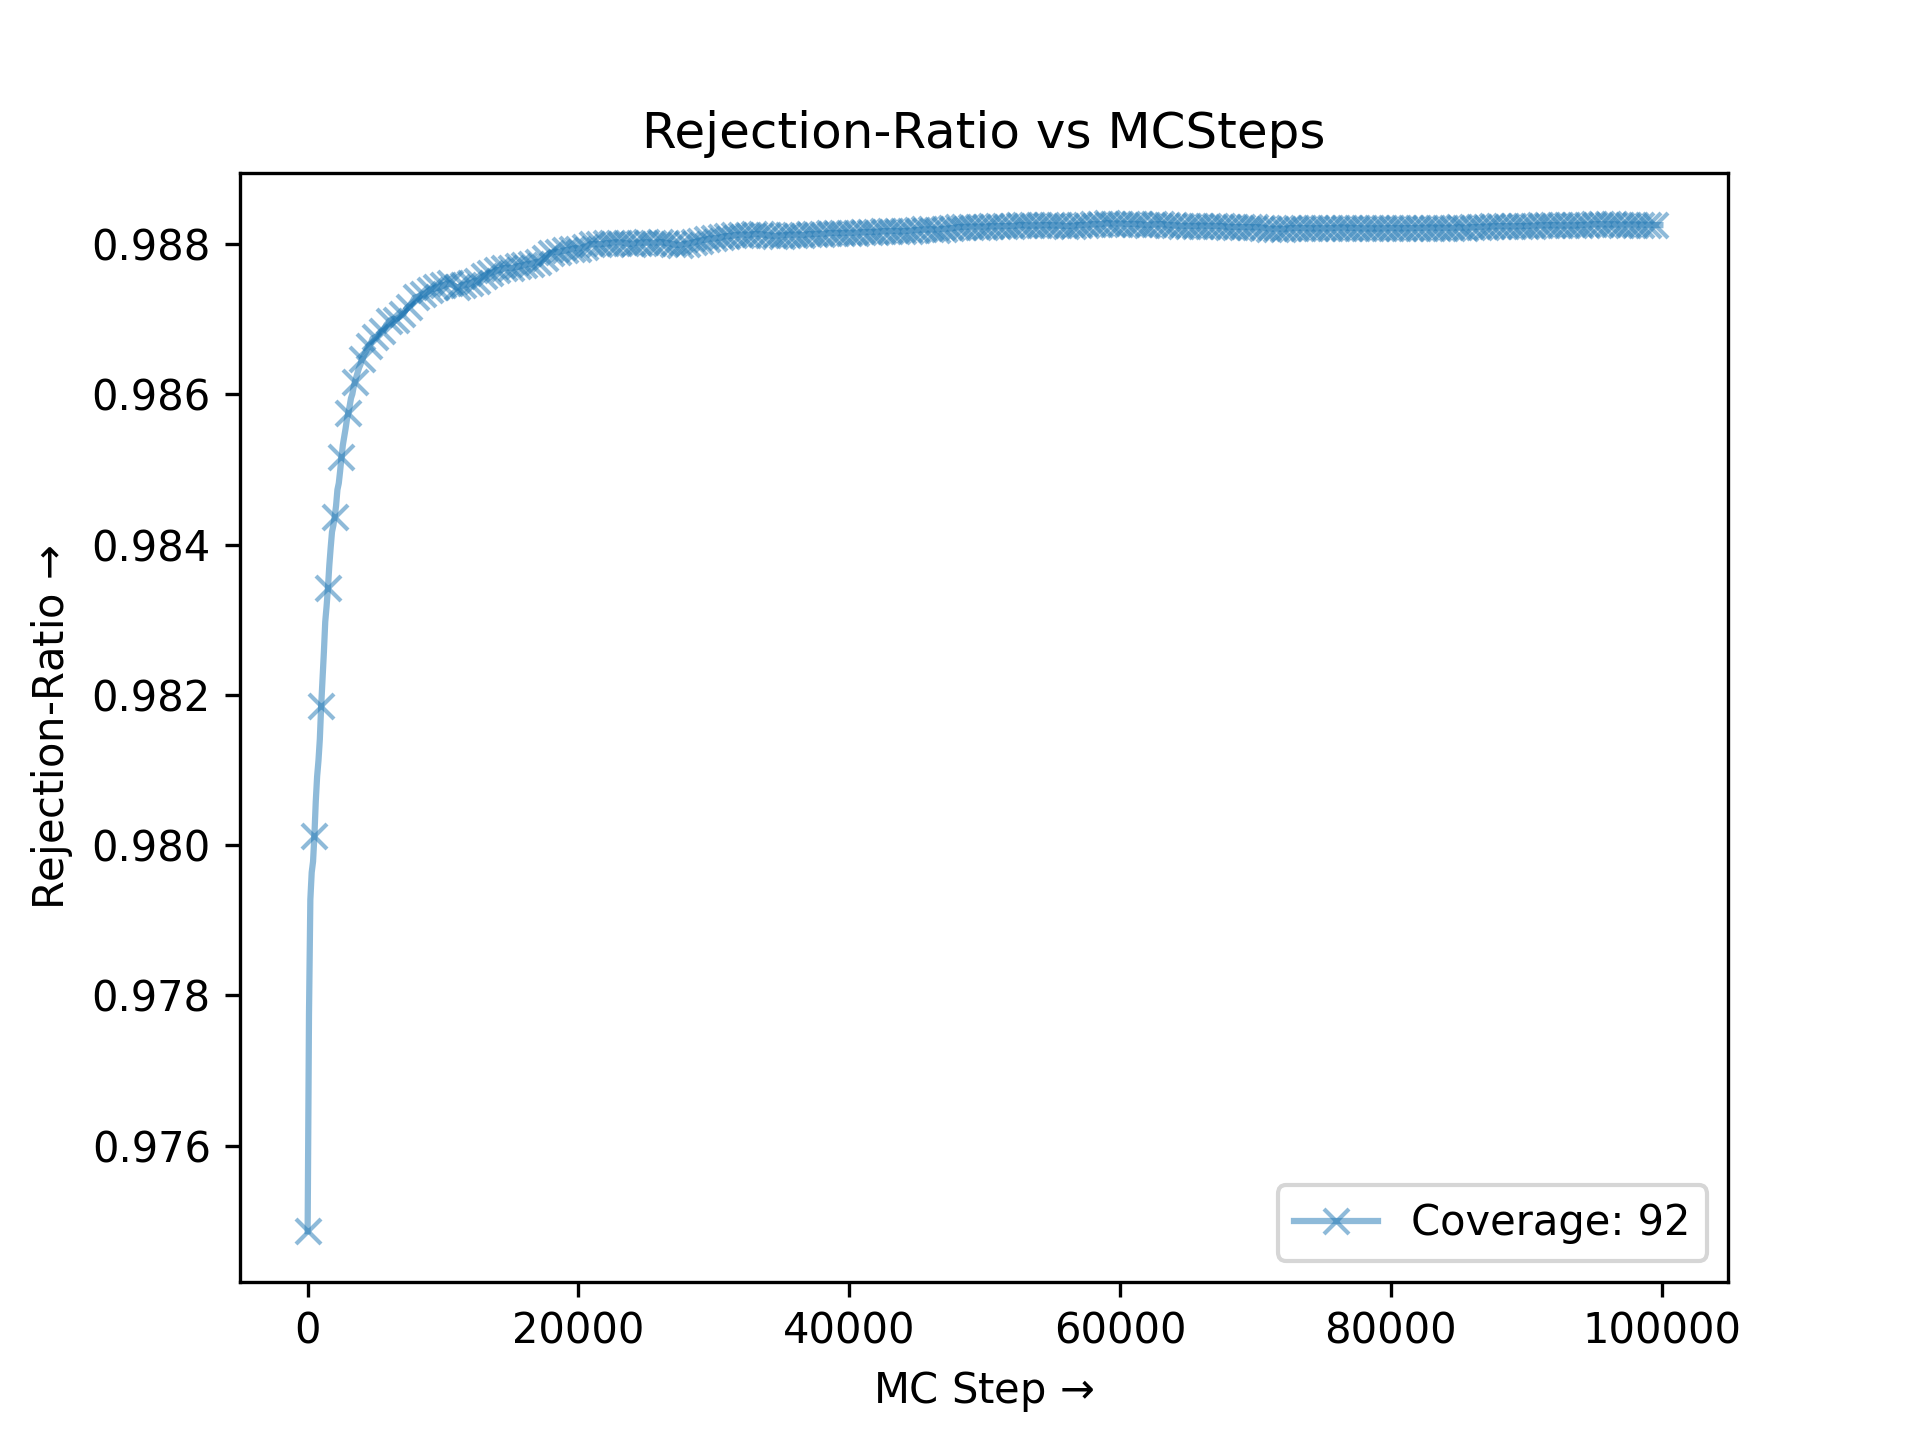 Rejection-Ratio vs MCSteps
Rejection-Ratio →
0.988
0.986
0.984
0.982
0.980
0.978
0.976
Coverage: 92
0 20000 40000 60000 80000 100000
MC Step →